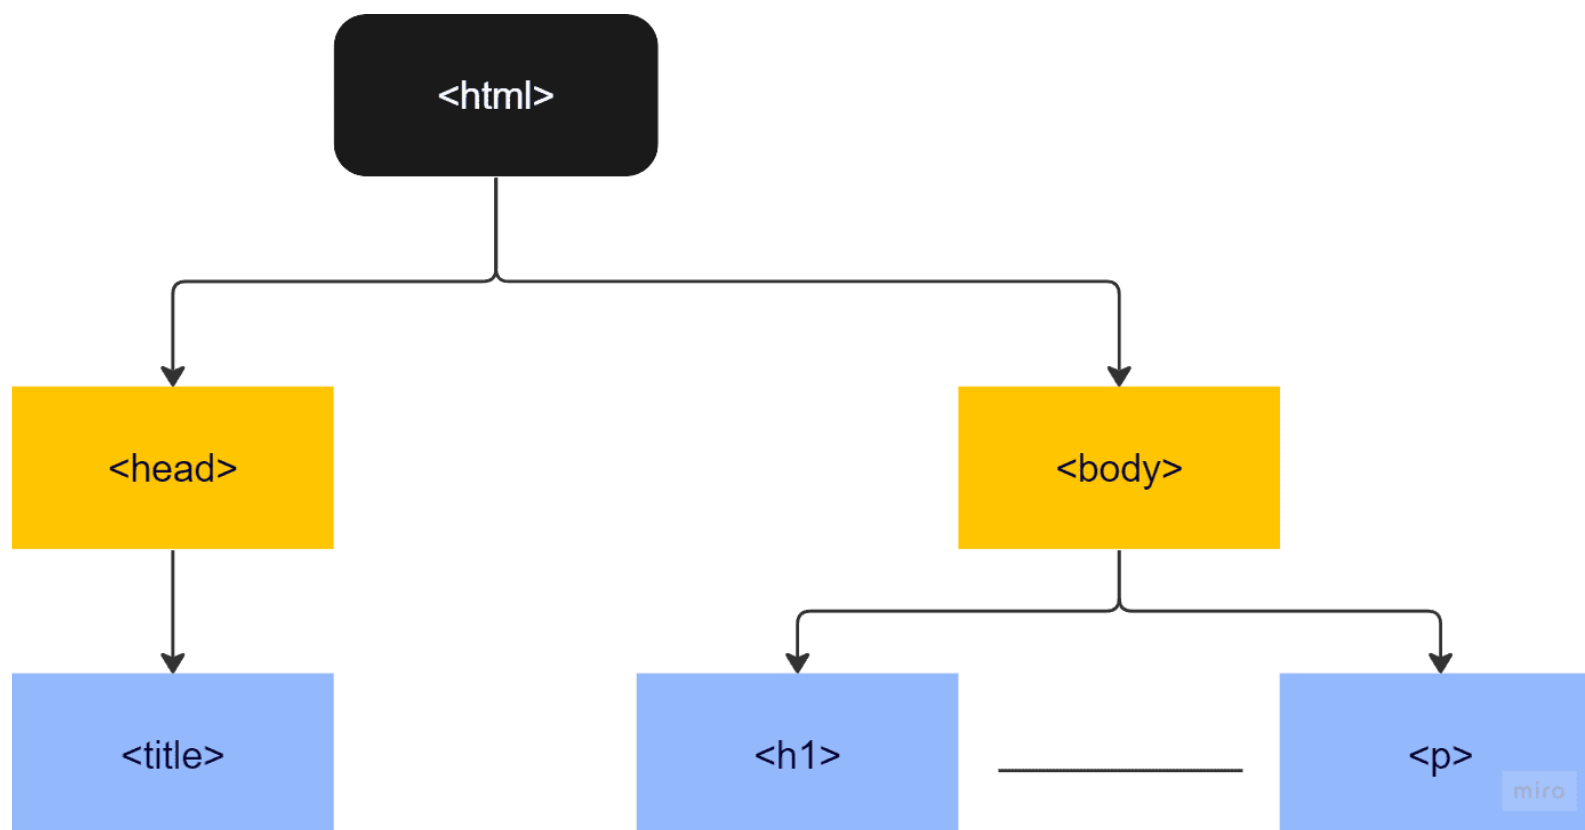 <html>
<head>
<body>
<title>
<h1>
<p>
miro